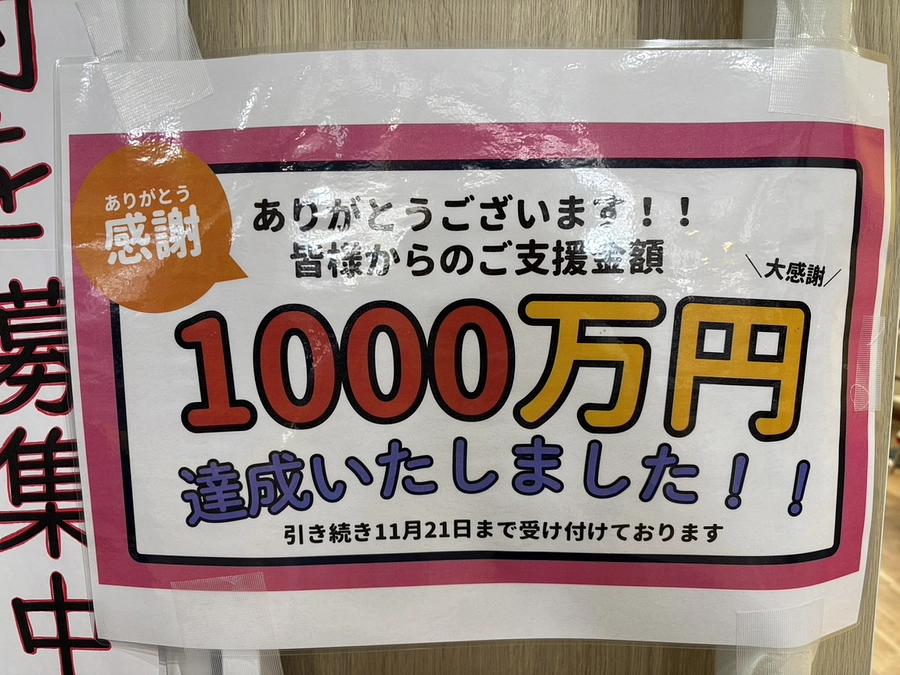 ありがとう
感謝
ありがとうございます！！
皆様からのご支援金額
大感謝
1000万円
達成いたしました！！
引き続き11月21日まで受け付けております
を募集中